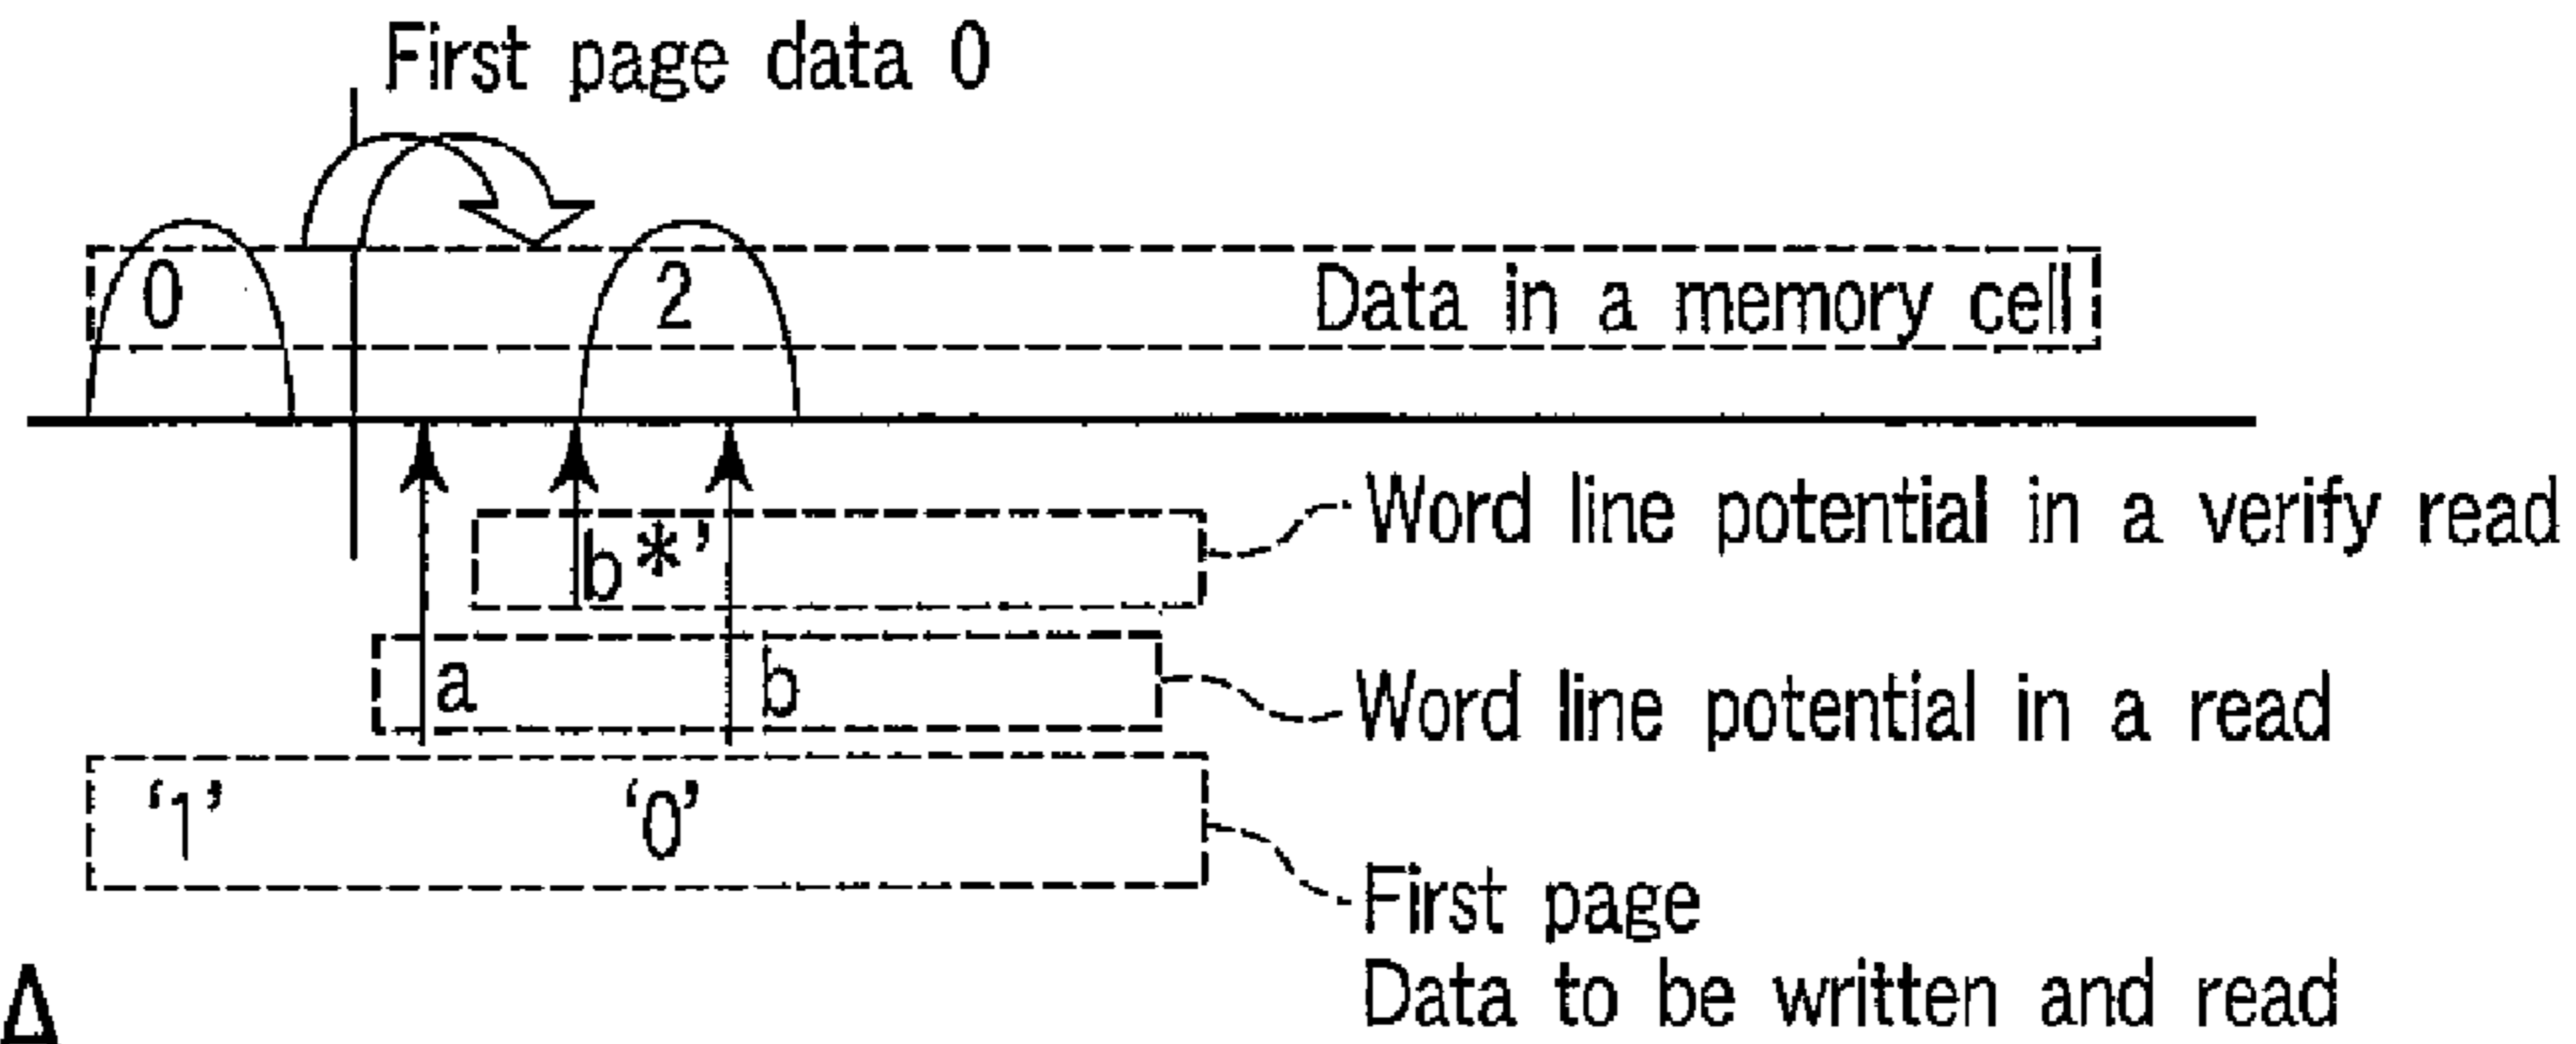 First page data 0
0 2 Data in a memory cell
b*’ Word line potential in a verify read
a b Word line potential in a read
‘1’ ‘0’
First page
Data to be written and read